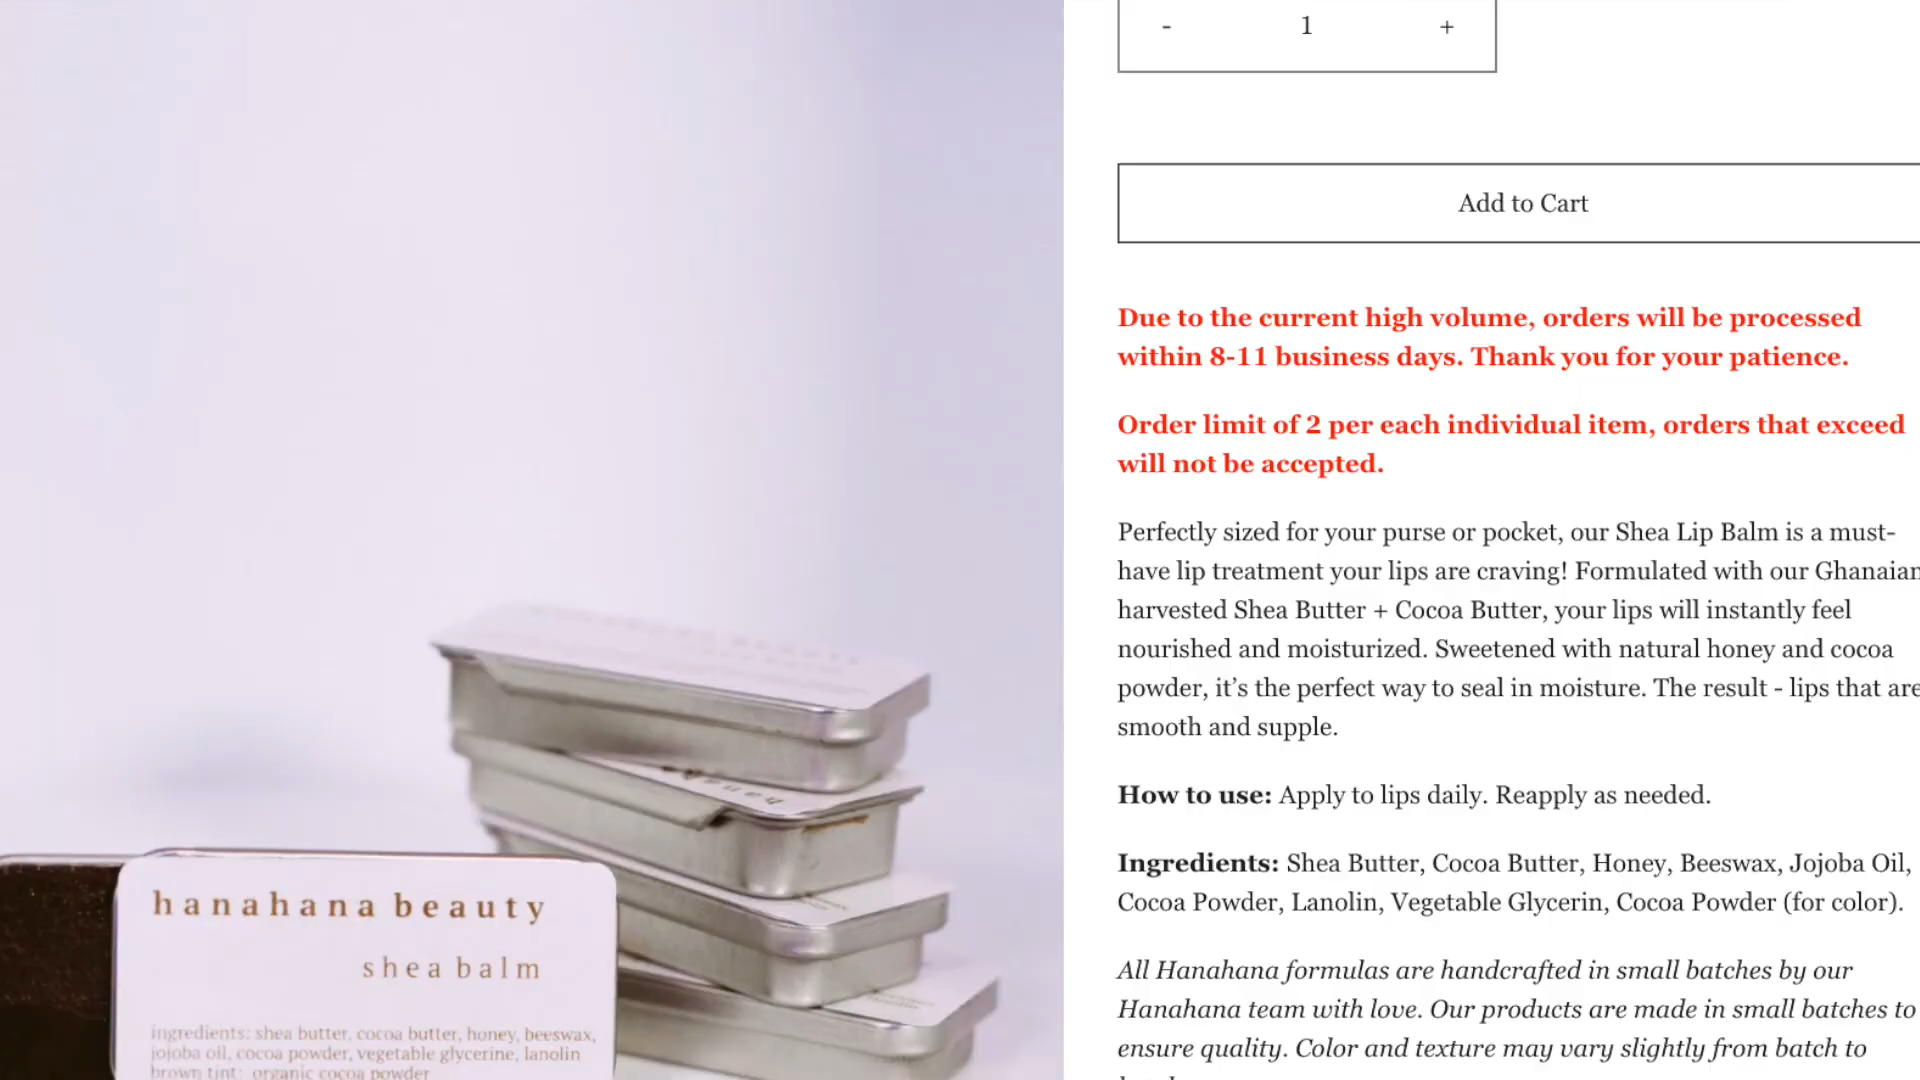 - 1 +
Add to Cart
Due to the current high volume, orders will be processed
within 8-11 business days. Thank you for your patience.
Order limit of 2 per each individual item, orders that exceed
will not be accepted.
Perfectly sized for your purse or pocket, our Shea Lip Balm is a must-
have lip treatment your lips are craving! Formulated with our Ghanaian
harvested Shea Butter + Cocoa Butter, your lips will instantly feel
nourished and moisturized. Sweetened with natural honey and cocoa
powder, it’s the perfect way to seal in moisture. The result - lips that are
smooth and supple.
How to use: Apply to lips daily. Reapply as needed.
Ingredients: Shea Butter, Cocoa Butter, Honey, Beeswax, Jojoba Oil,
Cocoa Powder, Lanolin, Vegetable Glycerin, Cocoa Powder (for color).
All Hanahana formulas are handcrafted in small batches by our
Hanahana team with love. Our products are made in small batches to
ensure quality. Color and texture may vary slightly from batch to
hanahana beauty
shea balm
ingredients: shea butter, cocoa butter, honey, beeswax,
jojoba oil, cocoa powder, vegetable glycerine, lanolin
brown tint: organic cocoa powder